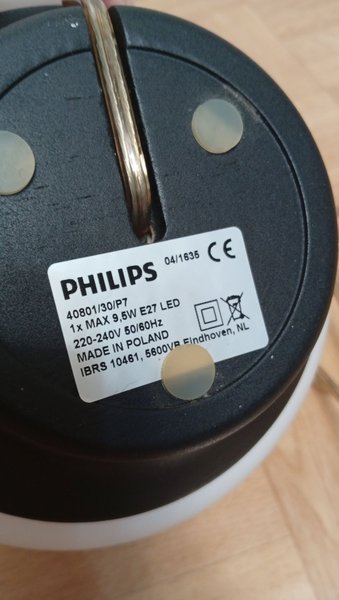 PHILIPS 04/1635 CE
40801/30/P7
1x MAX 9,5W E27 LED
220-240V 50/60Hz
MADE IN POLAND
IBRS 10461, 5600VB Eindhoven, NL